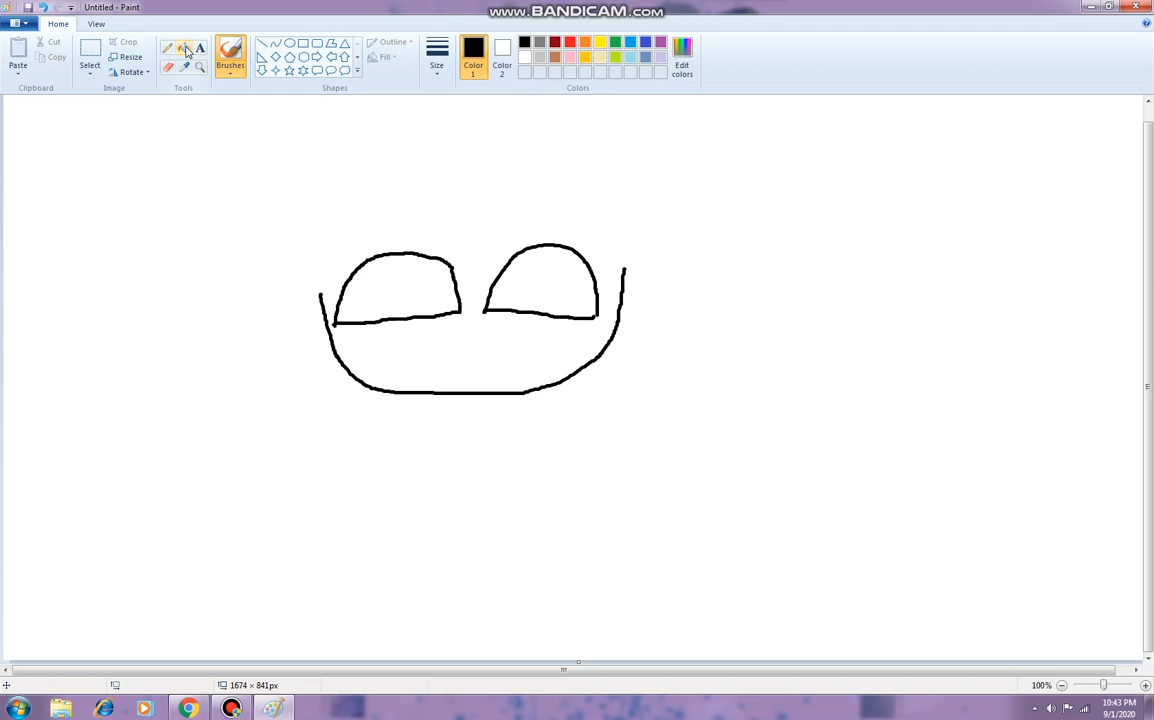 www.BANDICAM.com
Untitled - Paint
Home View
Paste
Cut
Copy
Clipboard
Select
Crop
Resize
Rotate
Image
A
Tools
Brushes
Shapes
Outline
Fill
Size
Color 1
Color 2
Edit colors
Colors
1674 × 841px
100%
10:43 PM
9/1/2020